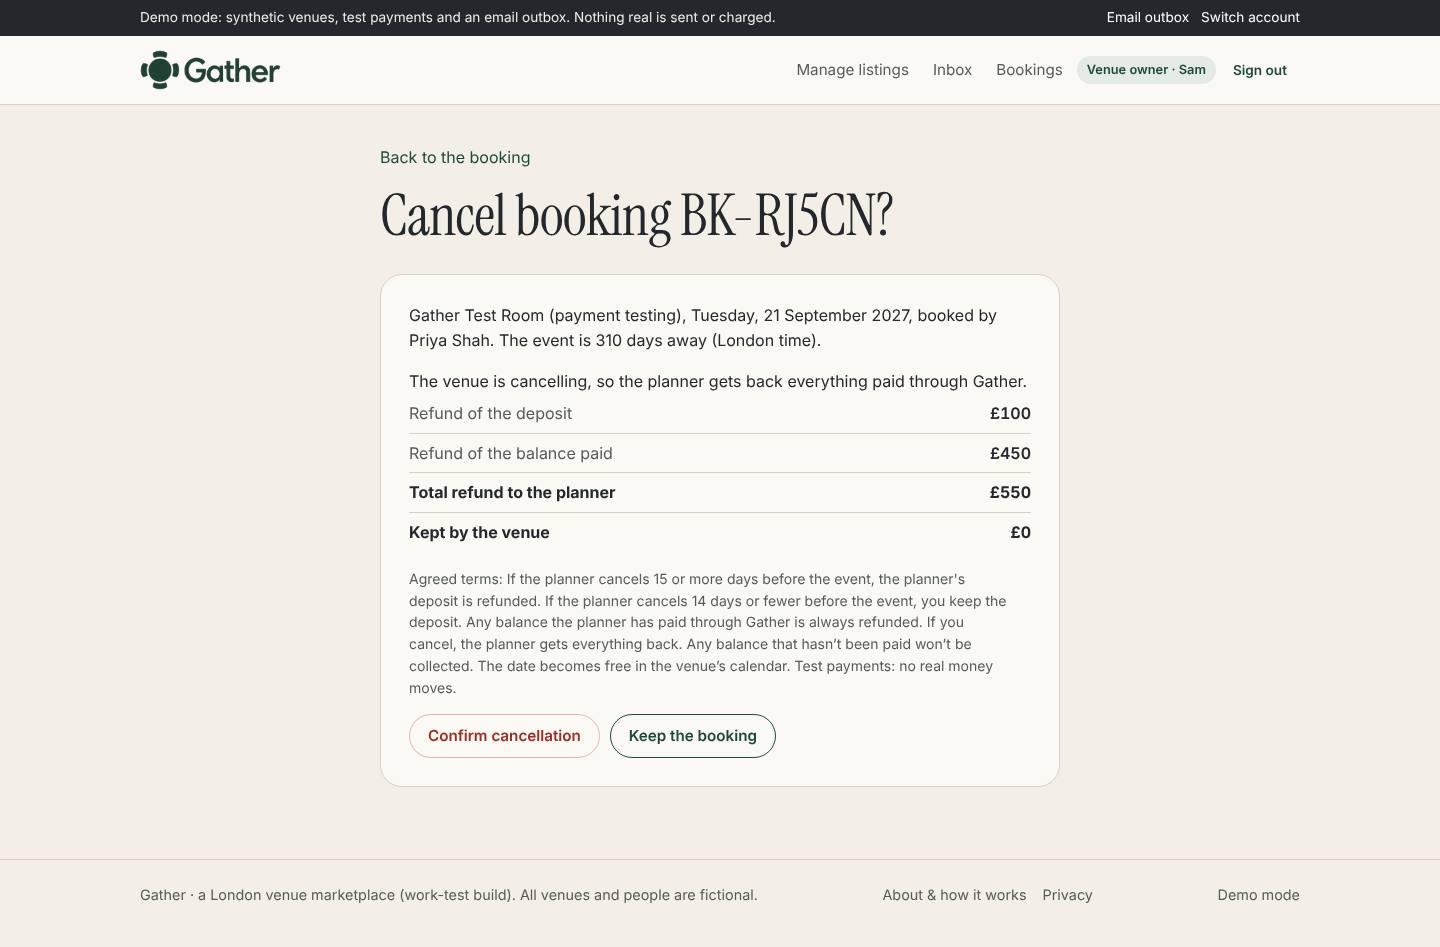 Demo mode: synthetic venues, test payments and an email outbox. Nothing real is sent or charged.
Email outbox
Switch account
Gather
Manage listings
Inbox
Bookings
Venue owner · Sam
Sign out
Back to the booking
Cancel booking BK-RJ5CN?
Gather Test Room (payment testing), Tuesday, 21 September 2027, booked by
Priya Shah. The event is 310 days away (London time).
The venue is cancelling, so the planner gets back everything paid through Gather.
Refund of the deposit £100
Refund of the balance paid £450
Total refund to the planner £550
Kept by the venue £0
Agreed terms: If the planner cancels 15 or more days before the event, the planner's
deposit is refunded. If the planner cancels 14 days or fewer before the event, you keep the
deposit. Any balance the planner has paid through Gather is always refunded. If you
cancel, the planner gets everything back. Any balance that hasn’t been paid won’t be
collected. The date becomes free in the venue’s calendar. Test payments: no real money
moves.
Confirm cancellation
Keep the booking
Gather · a London venue marketplace (work-test build). All venues and people are fictional.
About & how it works
Privacy
Demo mode